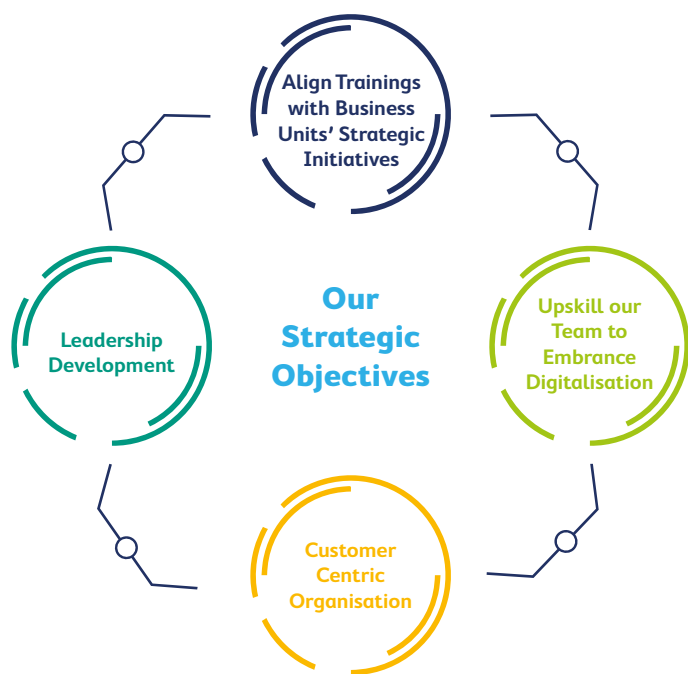 Align Trainings
with Business
Units' Strategic
Initiatives
Our
Strategic
Objectives
Leadership
Development
Upskill our
Team to
Embrance
Digitalisation
Customer
Centric
Organisation